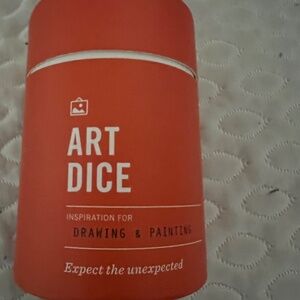 ART
DICE
INSPIRATION FOR
DRAWING & PAINTING
Expect the unexpected